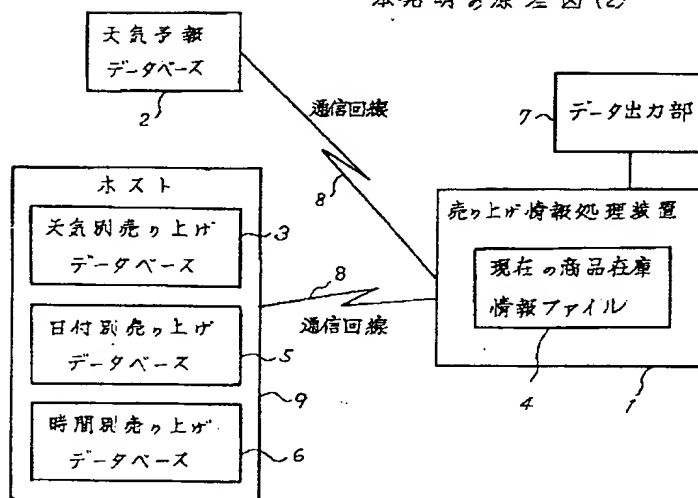 本発明の原理図(2)
天気予報
データベース
2
通信回線
8
7
データ出力部
ホスト
天気別売り上げ
データベース
3
日付別売り上げ
データベース
5
時間別売り上げ
データベース
6
9
8
通信回線
売り上げ情報処理装置
現在の商品在庫
情報ファイル
4
1